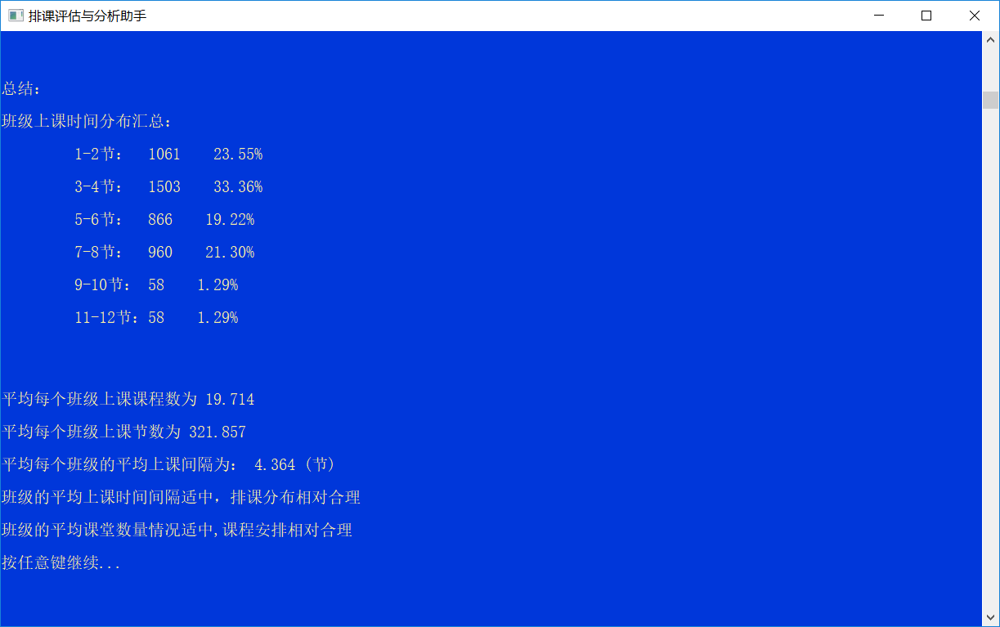 排课评估与分析助手
总结：
班级上课时间分布汇总：
1-2节： 1061 23.55%
3-4节： 1503 33.36%
5-6节： 866 19.22%
7-8节： 960 21.30%
9-10节： 58 1.29%
11-12节：58 1.29%
平均每个班级上课课程数为 19.714
平均每个班级上课节数为 321.857
平均每个班级的平均上课间隔为： 4.364 (节)
班级的平均上课时间间隔适中，排课分布相对合理
班级的平均课堂数量情况适中,课程安排相对合理
按任意键继续...